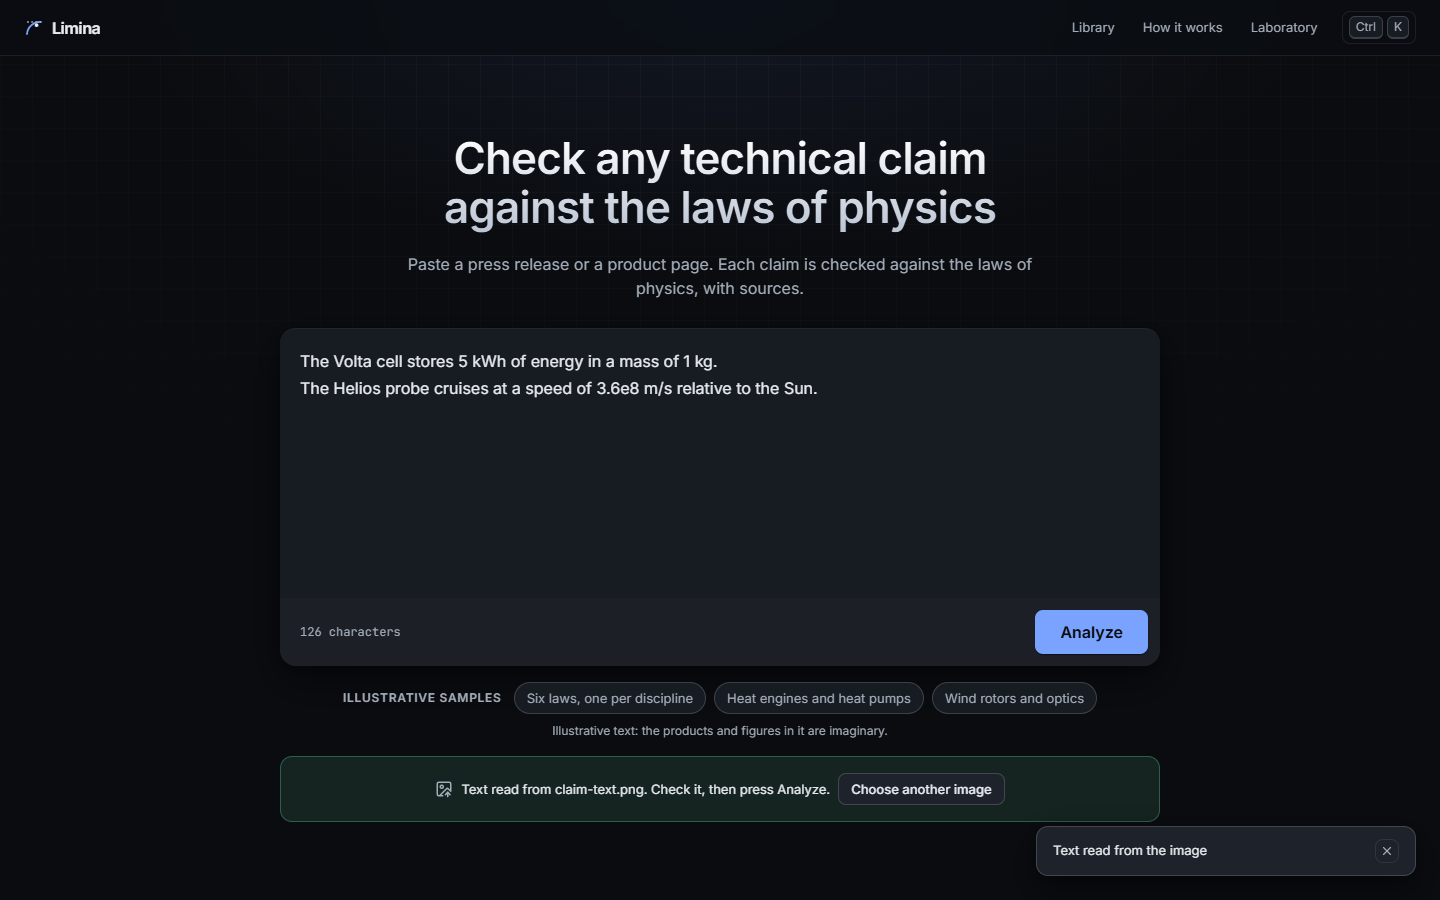 Limina
Library
How it works
Laboratory
Ctrl
K
Check any technical claim
against the laws of physics
Paste a press release or a product page. Each claim is checked against the laws of
physics, with sources.
The Volta cell stores 5 kWh of energy in a mass of 1 kg.
The Helios probe cruises at a speed of 3.6e8 m/s relative to the Sun.
126 characters
Analyze
ILLUSTRATIVE SAMPLES
Six laws, one per discipline
Heat engines and heat pumps
Wind rotors and optics
Illustrative text: the products and figures in it are imaginary.
Text read from claim-text.png. Check it, then press Analyze.
Choose another image
Text read from the image